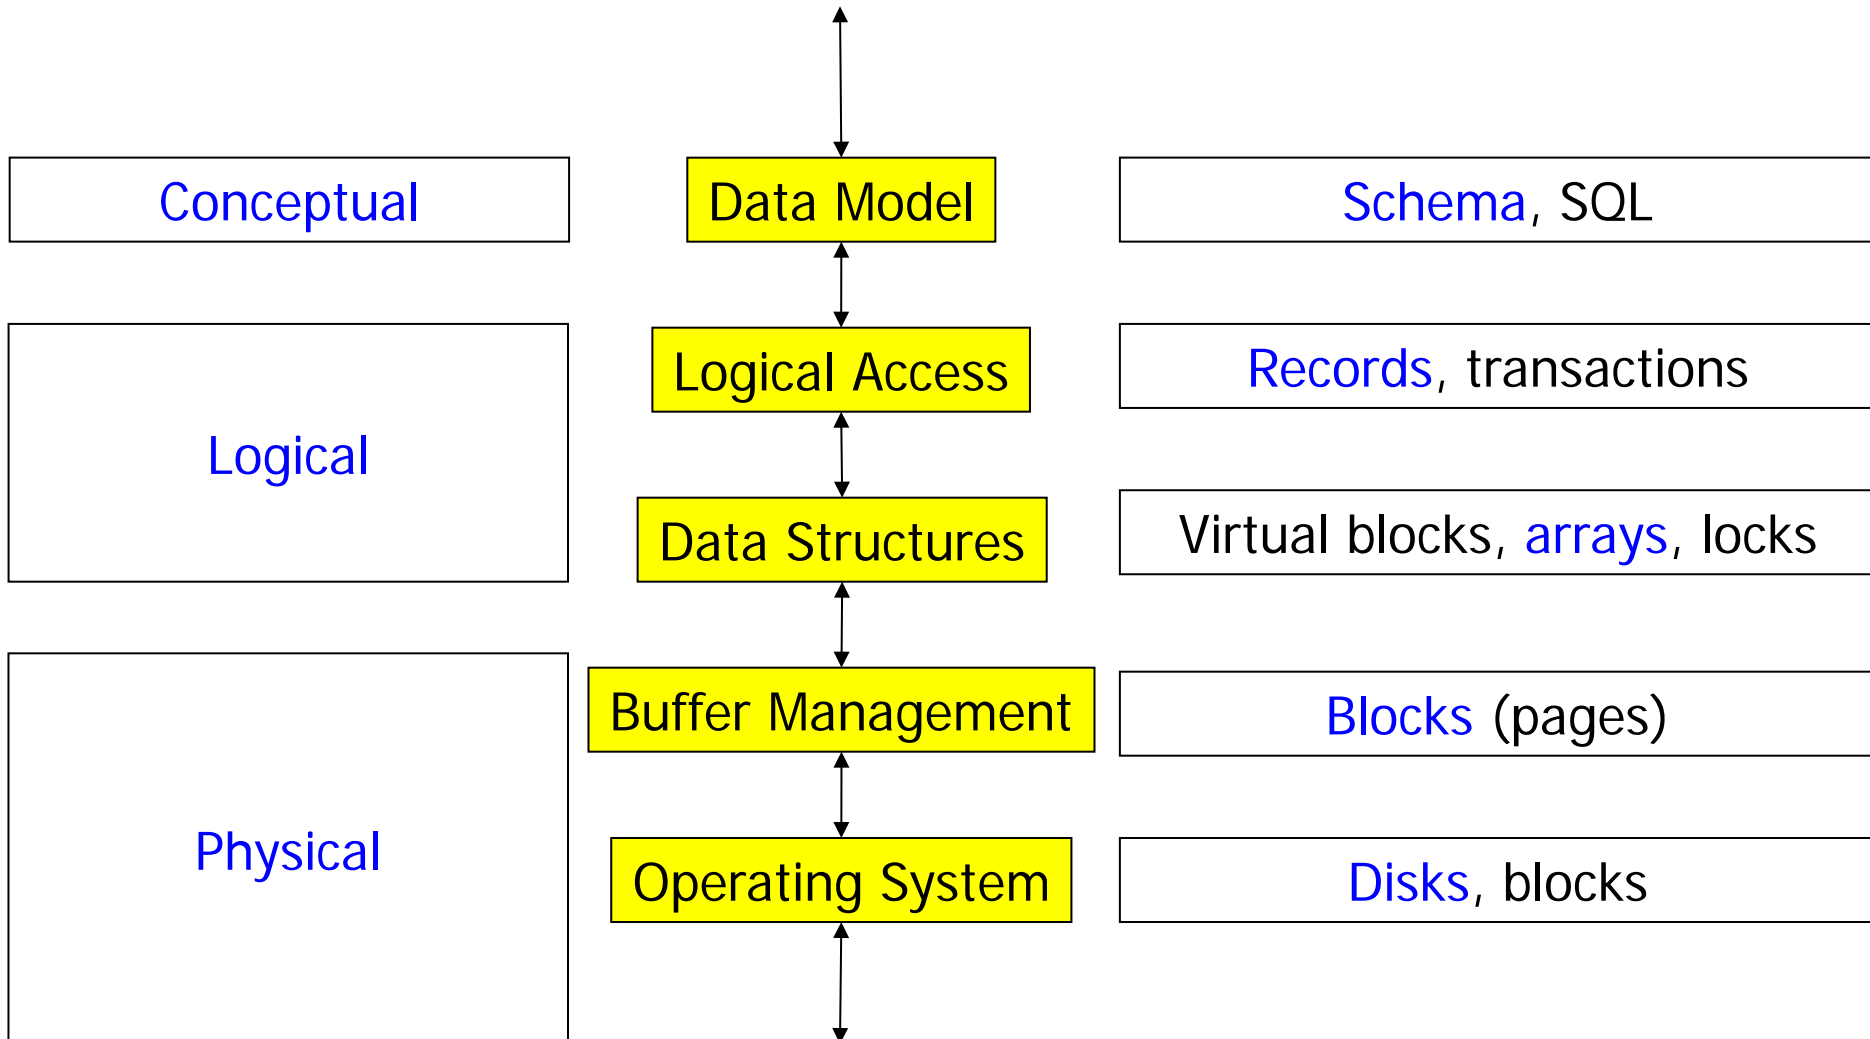 Conceptual
Data Model
Schema, SQL
Logical
Logical Access
Records, transactions
Data Structures
Virtual blocks, arrays, locks
Physical
Buffer Management
Blocks (pages)
Operating System
Disks, blocks